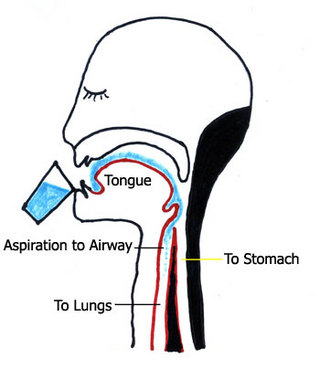 Tongue
Aspiration to Airway
To Stomach
To Lungs